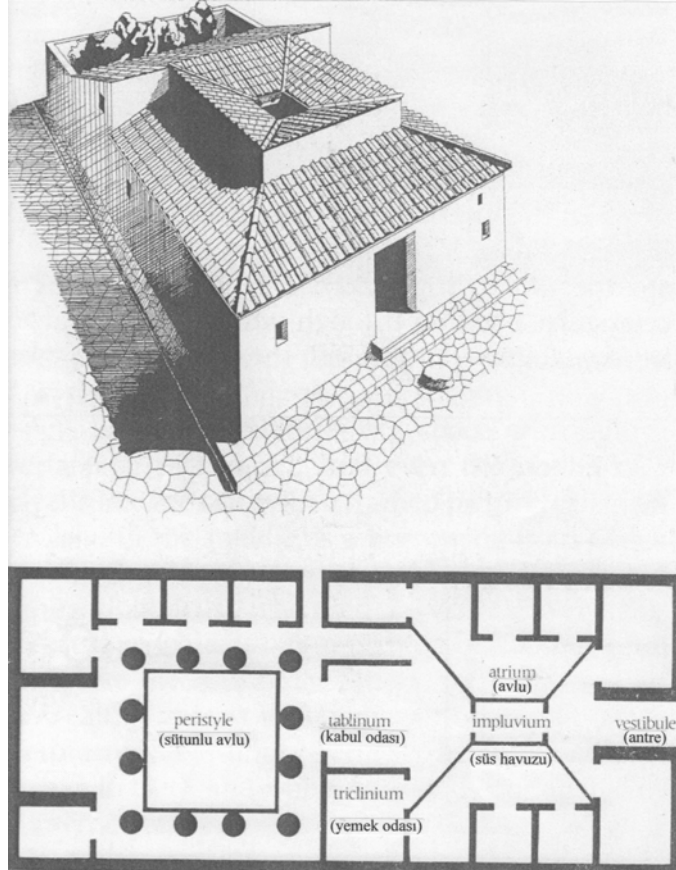 peristyle
(sütunlu avlu)
tablinum
(kabul odası)
triclinium
(yemek odası)
atrium
(avlu)
impluvium
(süs havuzu)
vestibule
(antre)